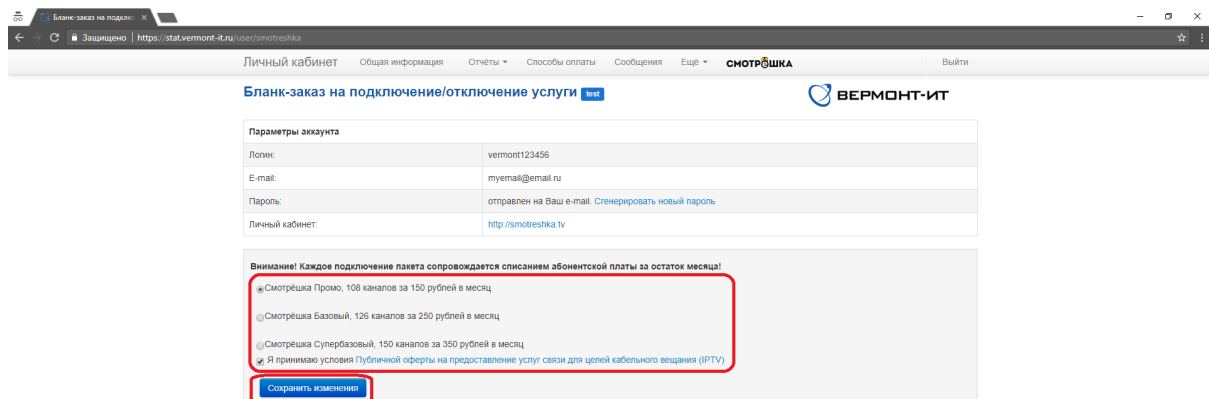 Бланк-заказ на подклю
Защищено | https://stat.vermont-it.ru/user/smotreshka
Личный кабинет Общая информация Отчёты Способы оплаты Сообщения Ещё СМОТРЁШКА Выйти
Бланк-заказ на подключение/отключение услуги test ВЕРМОНТ-ИТ
Параметры аккаунта
Логин: vermont123456
E-mail: myemail@email.ru
Пароль: отправлен на Ваш e-mail. Сгенерировать новый пароль
Личный кабинет: http://smotreshka.tv
Внимание! Каждое подключение пакета сопровождается списанием абонентской платы за остаток месяца!
Смотрёшка Промо, 108 каналов за 150 рублей в месяц
Смотрёшка Базовый, 126 каналов за 250 рублей в месяц
Смотрёшка Супербазовый, 150 каналов за 350 рублей в месяц
Я принимаю условия Публичной оферты на предоставление услуг связи для целей кабельного вещания (IPTV)
Сохранить изменения